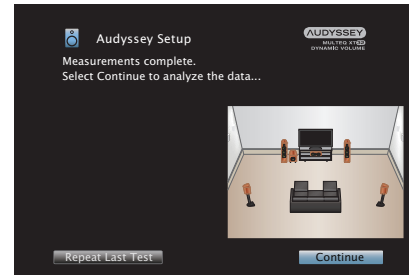 Audyssey Setup
AUDYSSEY
MULTEQ XT32
DYNAMIC VOLUME
Measurements complete.
Select Continue to analyze the data...
Repeat Last Test
Continue